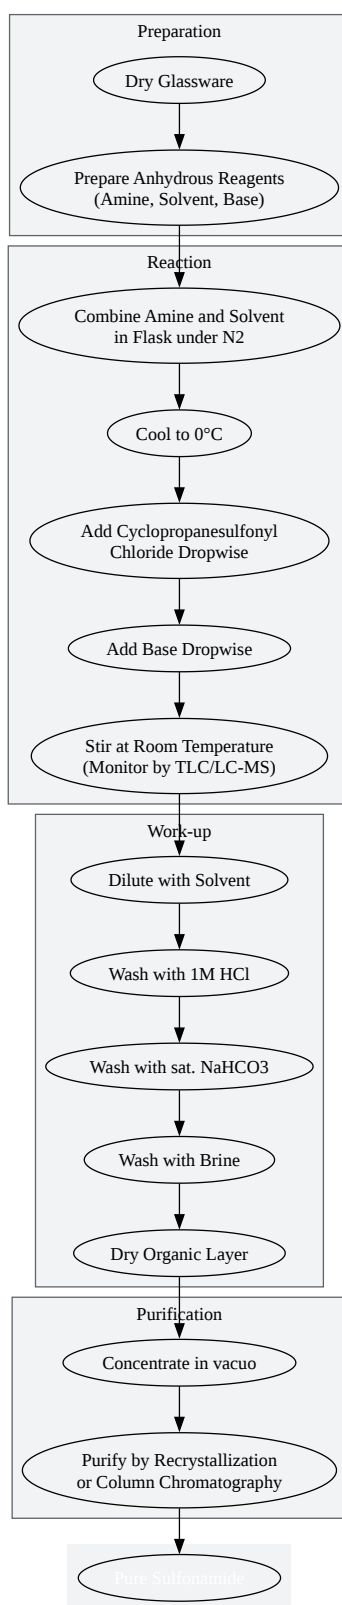 Preparation
Dry Glassware
Prepare Anhydrous Reagents
(Amine, Solvent, Base)
Reaction
Combine Amine and Solvent
in Flask under N2
Cool to 0°C
Add Cyclopropanesulfonyl
Chloride Dropwise
Add Base Dropwise
Stir at Room Temperature
(Monitor by TLC/LC-MS)
Work-up
Dilute with Solvent
Wash with 1M HCl
Wash with sat. NaHCO3
Wash with Brine
Dry Organic Layer
Purification
Concentrate in vacuo
Purify by Recrystallization
or Column Chromatography
Pure Sulfonamide